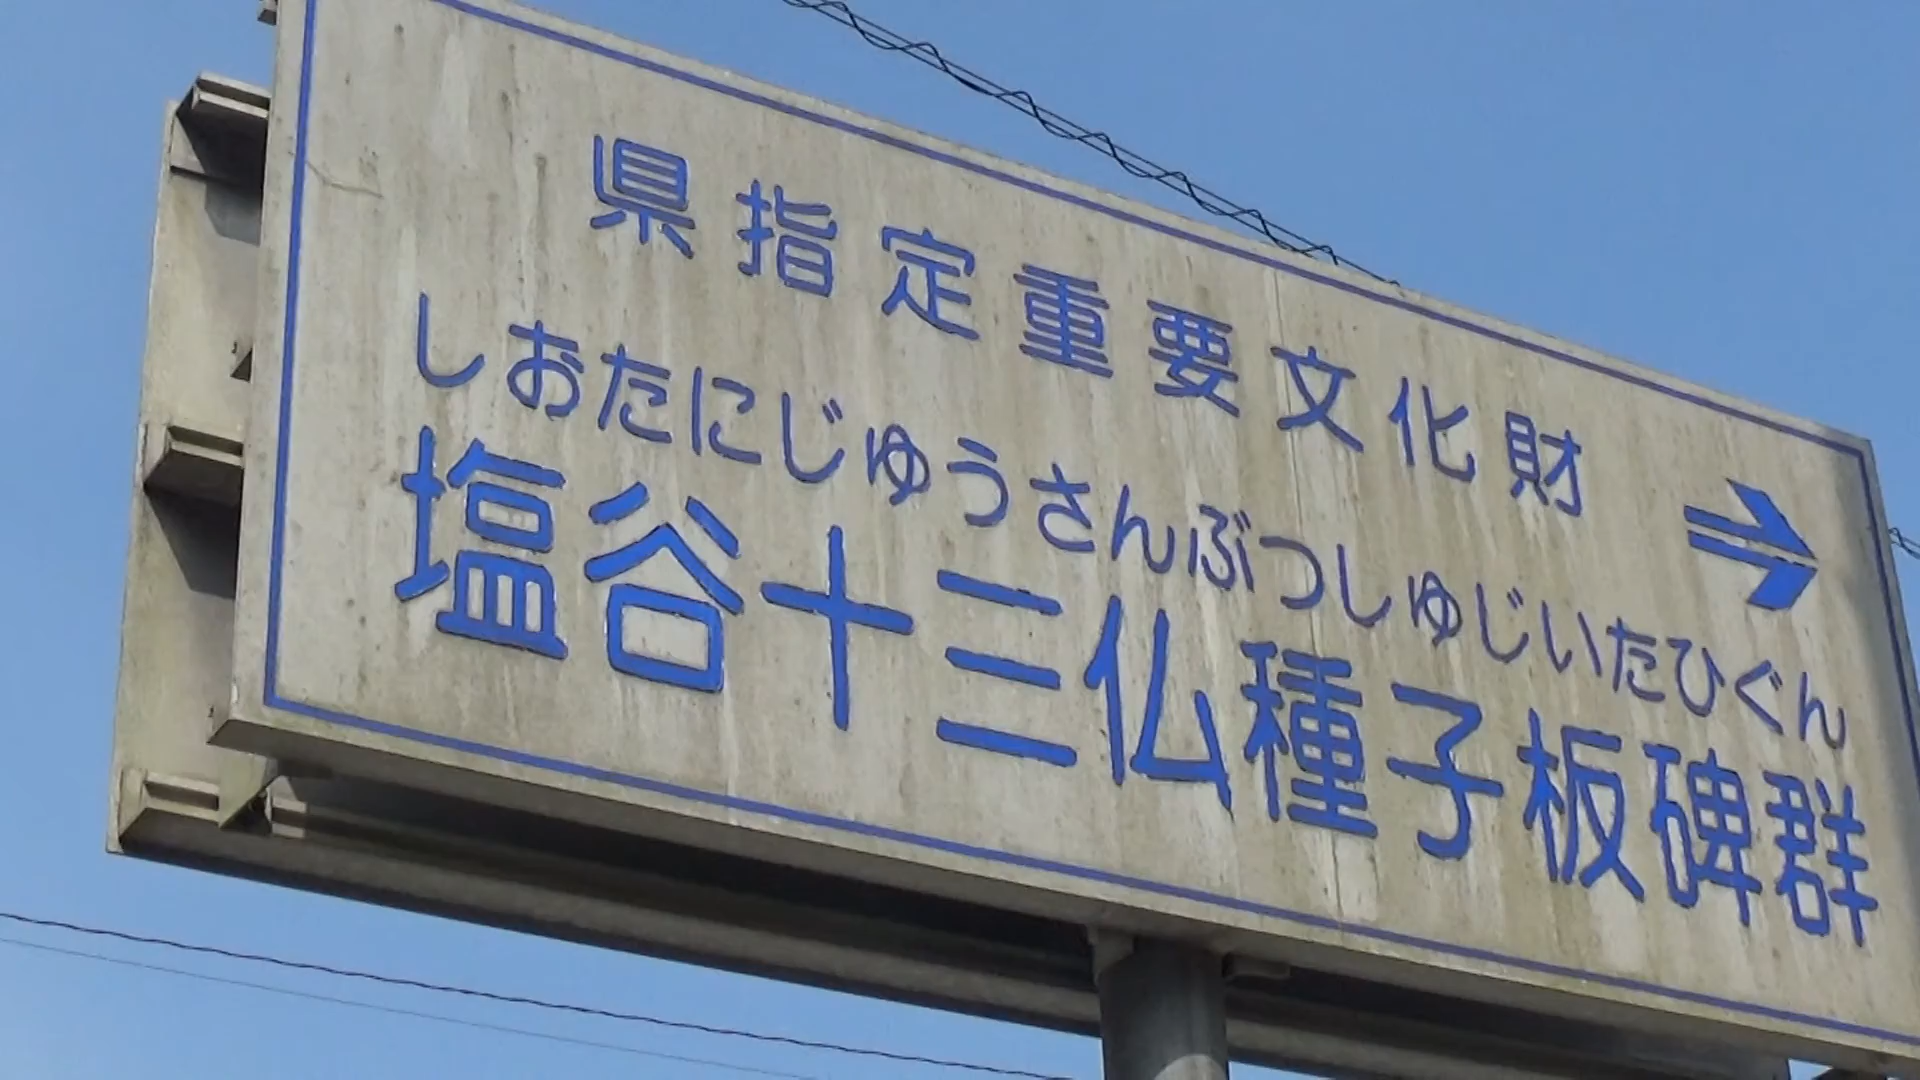 県指定重要文化財
しおたにじゅうさんぶつしゅじいたひぐん
塩谷十三仏種子板碑群